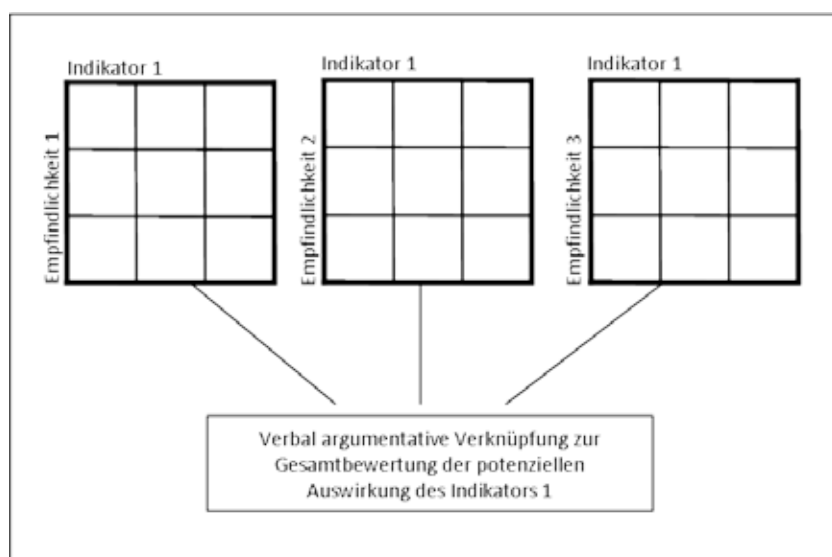 Indikator 1
Indikator 1
Indikator 1
Empfindlichkeit 1
Empfindlichkeit 2
Empfindlichkeit 3
Verbal argumentative Verknüpfung zur
Gesamtbewertung der potenziellen
Auswirkung des Indikators 1